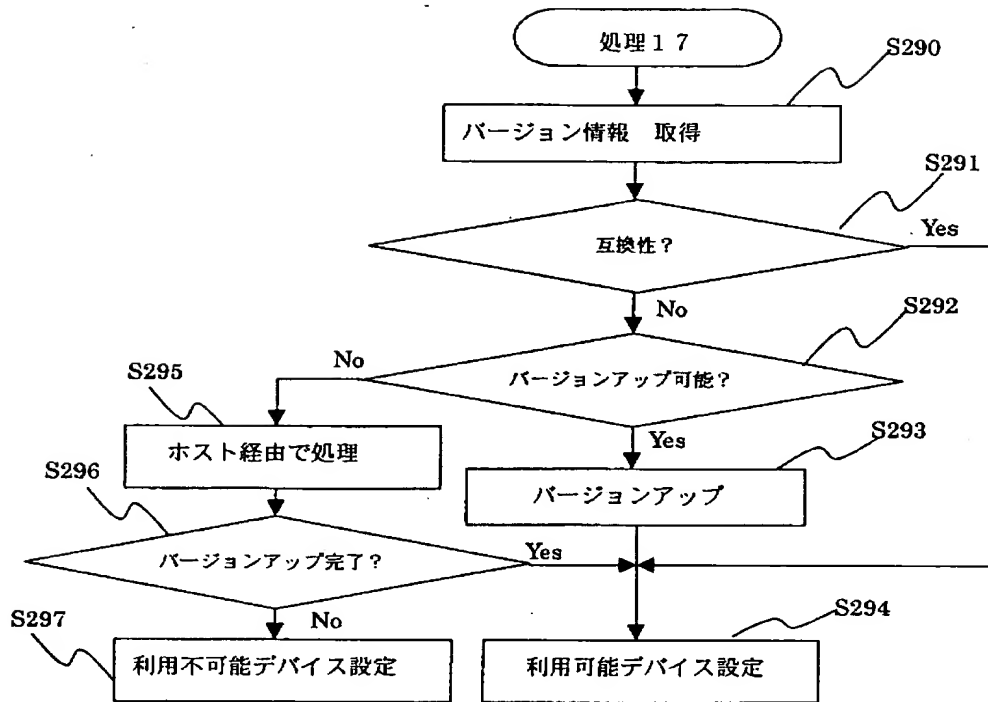 処理17
S290
バージョン情報 取得
S291
互換性?
Yes
No
S292
バージョンアップ可能?
No
S295
Yes
S293
ホスト経由で処理
バージョンアップ
S296
バージョンアップ完了?
Yes
No
S297
S294
利用不可能デバイス設定
利用可能デバイス設定